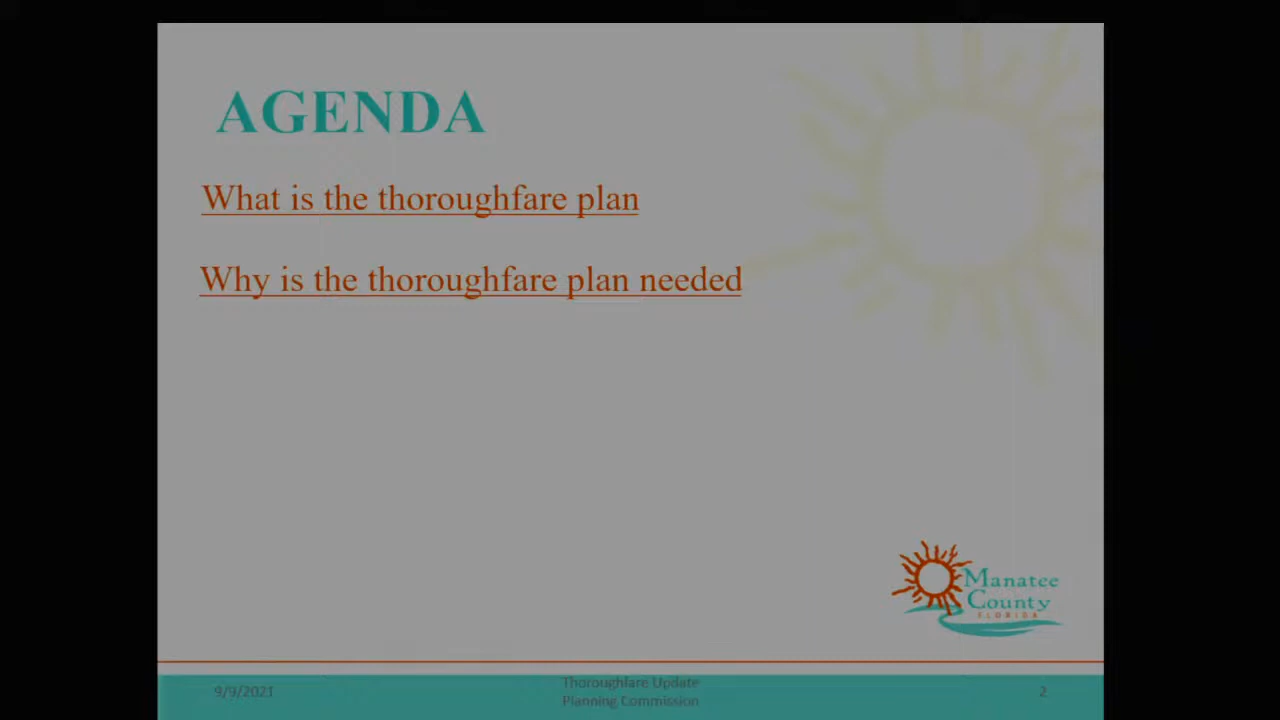 AGENDA
What is the thoroughfare plan
Why is the thoroughfare plan needed
Manatee
County
FLORIDA
9/9/2021
Thoroughfare Update
Planning Commission
2